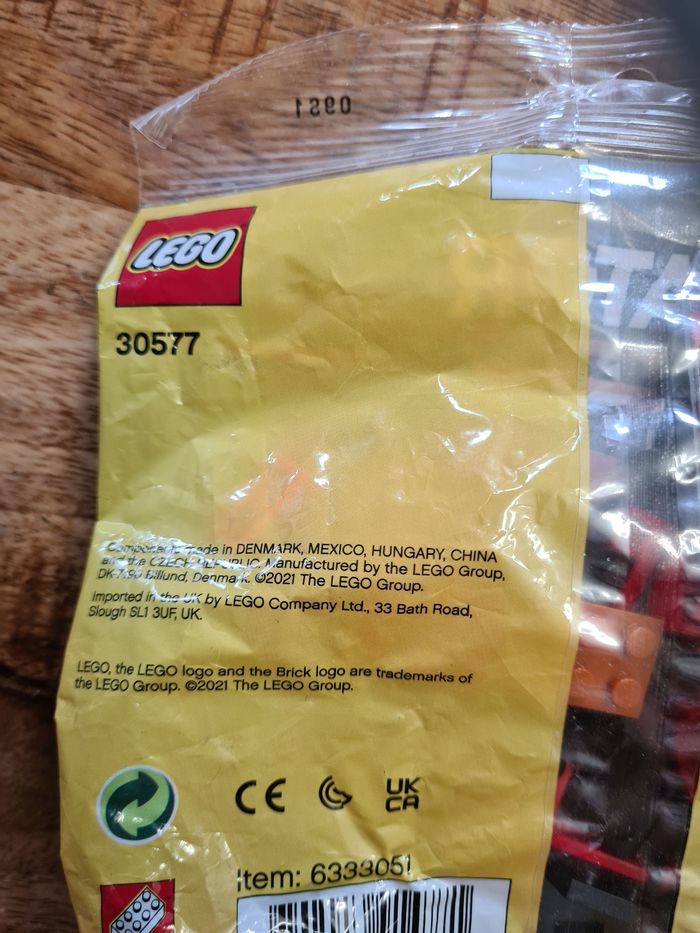 0951
LEGO
30577
TA
Components made in DENMARK, MEXICO, HUNGARY, CHINA
and the CZECH REPUBLIC. Manufactured by the LEGO Group,
DK-7190 Billund, Denmark. ©2021 The LEGO Group.
Imported in the UK by LEGO Company Ltd., 33 Bath Road,
Slough SL1 3UF, UK.
LEGO, the LEGO logo and the Brick logo are trademarks of
the LEGO Group. ©2021 The LEGO Group.
CE
UK
CA
Item: 6333051